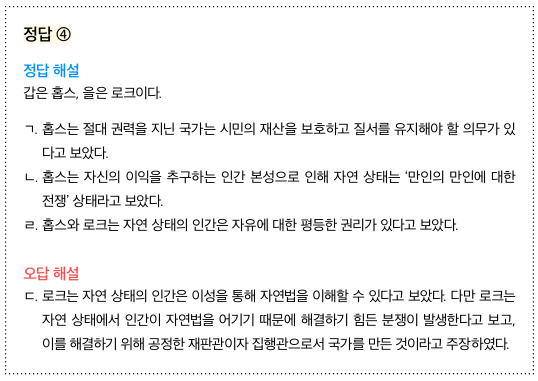 정답 ④
정답 해설
갑은 홉스, 을은 로크이다.
ㄱ. 홉스는 절대 권력을 지닌 국가는 시민의 재산을 보호하고 질서를 유지해야 할 의무가 있
다고 보았다.
ㄴ. 홉스는 자신의 이익을 추구하는 인간 본성으로 인해 자연 상태는 ‘만인의 만인에 대한
전쟁’ 상태라고 보았다.
ㄹ. 홉스와 로크는 자연 상태의 인간은 자유에 대한 평등한 권리가 있다고 보았다.
오답 해설
ㄷ. 로크는 자연 상태의 인간은 이성을 통해 자연법을 이해할 수 있다고 보았다. 다만 로크는
자연 상태에서 인간이 자연법을 어기기 때문에 해결하기 힘든 분쟁이 발생한다고 보고,
이를 해결하기 위해 공정한 재판관이자 집행관으로서 국가를 만든 것이라고 주장하였다.